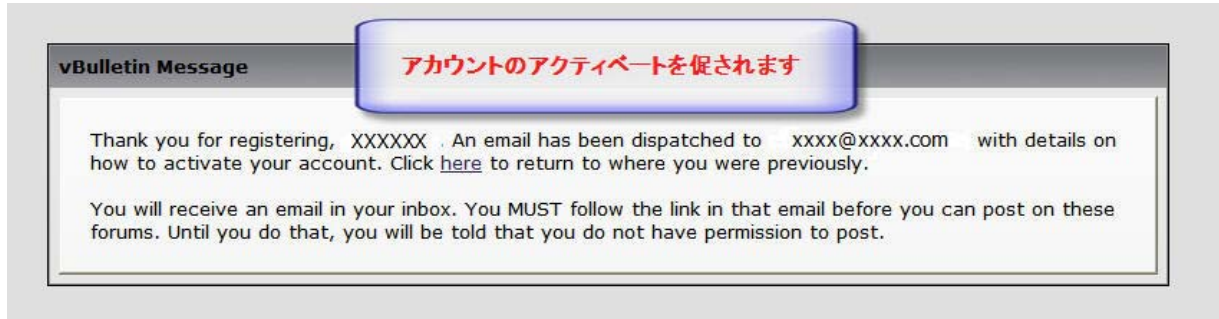 vBulletin Message
アカウントのアクティベートを促されます
Thank you for registering, XXXXXX . An email has been dispatched to xxxx@xxxx.com with details on
how to activate your account. Click here to return to where you were previously.
You will receive an email in your inbox. You MUST follow the link in that email before you can post on these
forums. Until you do that, you will be told that you do not have permission to post.